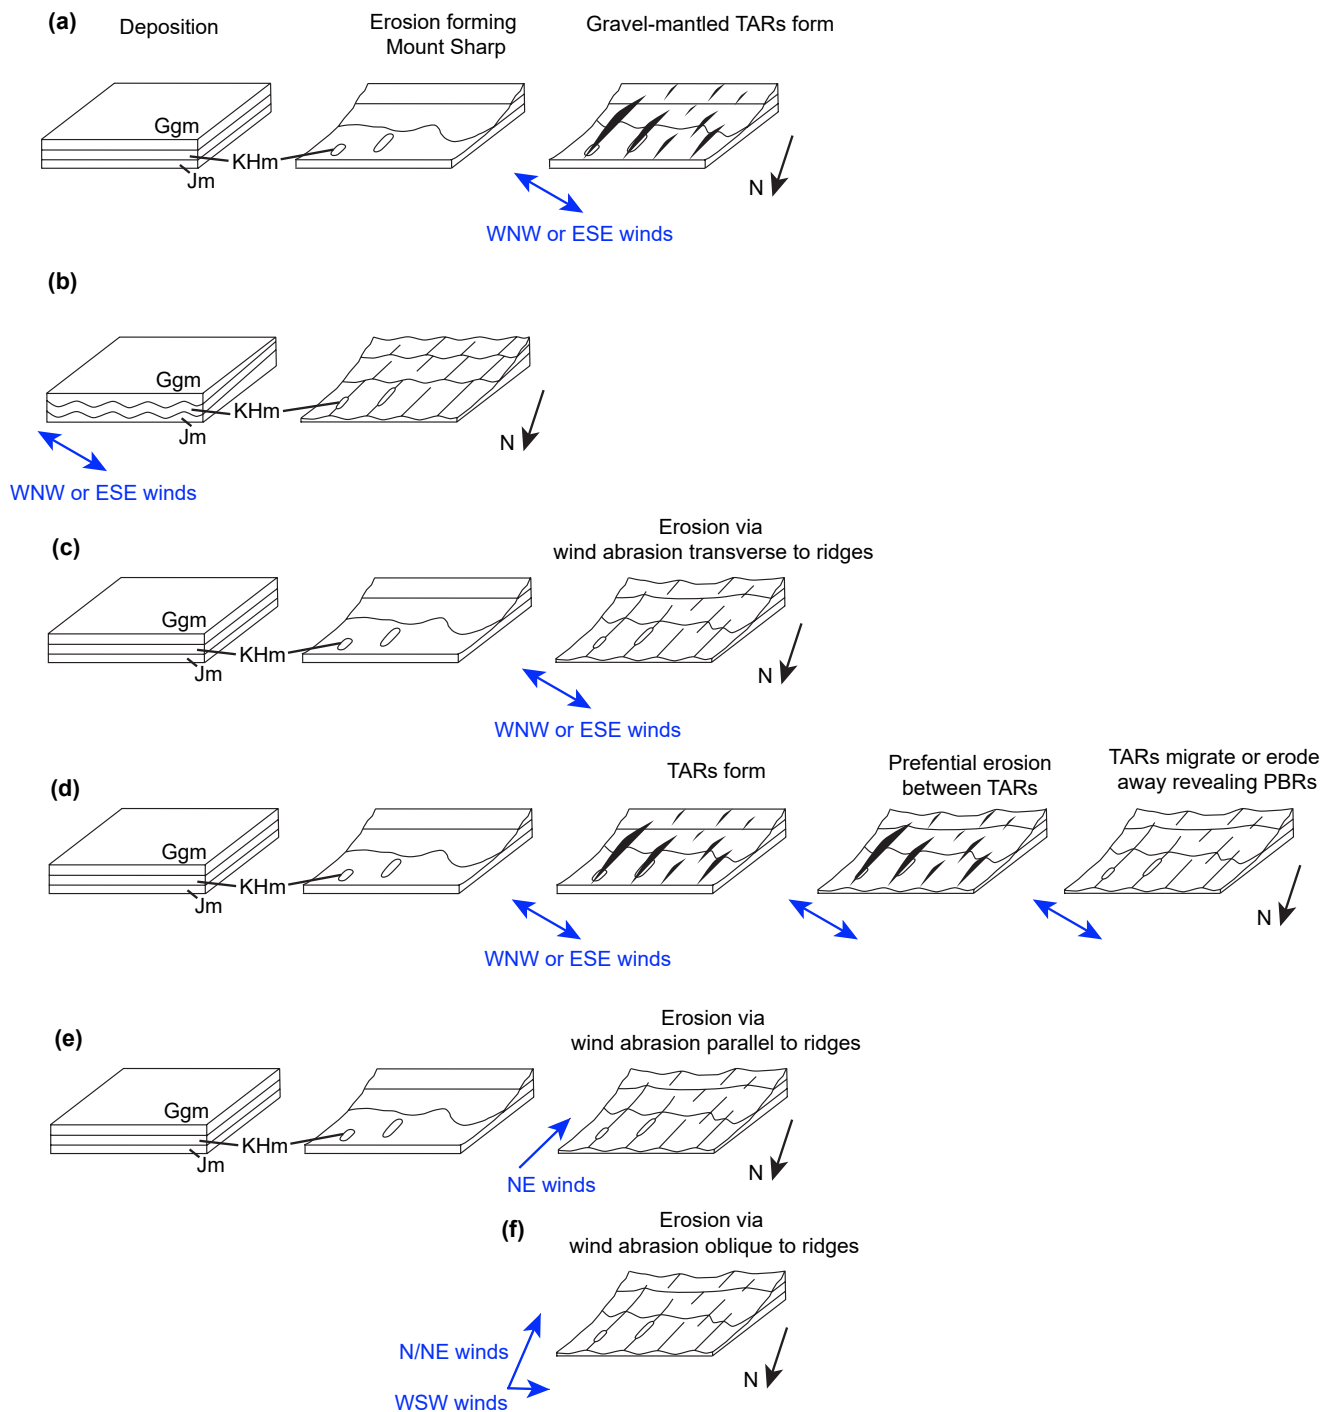 (a)
Deposition
Erosion forming
Mount Sharp
Gravel-mantled TARs form
Ggm
KHm
Jm
N
WNW or ESE winds
(b)
Ggm
KHm
Jm
N
WNW or ESE winds
(c)
Erosion via
wind abrasion transverse to ridges
Ggm
KHm
Jm
N
WNW or ESE winds
(d)
TARs form
Prefential erosion
between TARs
TARs migrate or erode
away revealing PBRs
Ggm
KHm
Jm
N
WNW or ESE winds
(e)
Erosion via
wind abrasion parallel to ridges
Ggm
KHm
Jm
NE winds
N
(f)
Erosion via
wind abrasion oblique to ridges
N/NE winds
WSW winds
N